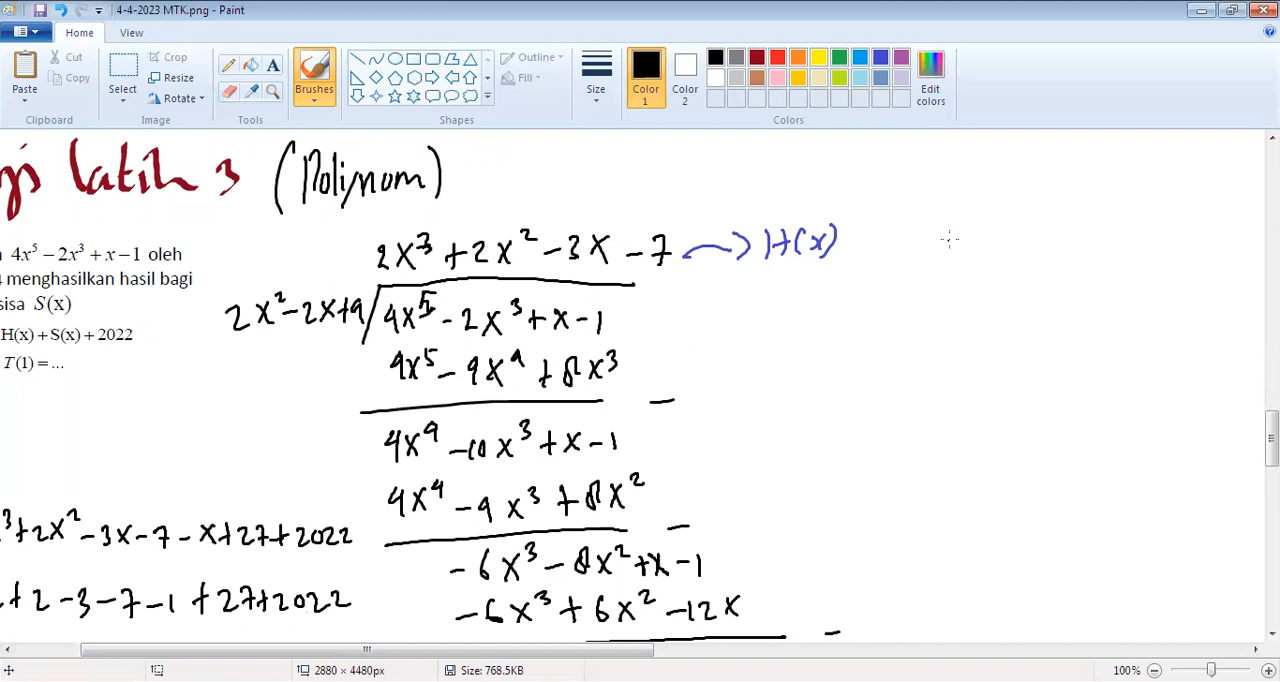 4-4-2023 MTK.png - Paint
Home View
Paste
Cut
Copy
Clipboard
Select
Crop
Resize
Rotate
Image
A
Tools
Brushes
Outline
Fill
Shapes
Size
Color 1
Color 2
Edit colors
Colors
latih 3 (Polinom)
4x⁵ − 2x³ + x − 1 oleh
menghasilkan hasil bagi
sisa S(x)
H(x) + S(x) + 2022
T(1) = ...
2x³ + 2x² - 3x - 7 → H(x)
2x² - 2x + 4 / 4x⁵ - 2x³ + x - 1
4x⁵ - 4x⁴ + 8x³
4x⁴ - 10x³ + x - 1
4x⁴ - 4x³ + 8x²
-6x³ - 8x² + x - 1
-6x³ + 6x² - 12x
³ + 2x² - 3x - 7 - x + 27 + 2022
+ 2 - 3 - 7 - 1 + 27 + 2022
2880 × 4480px
Size: 768.5KB
100%